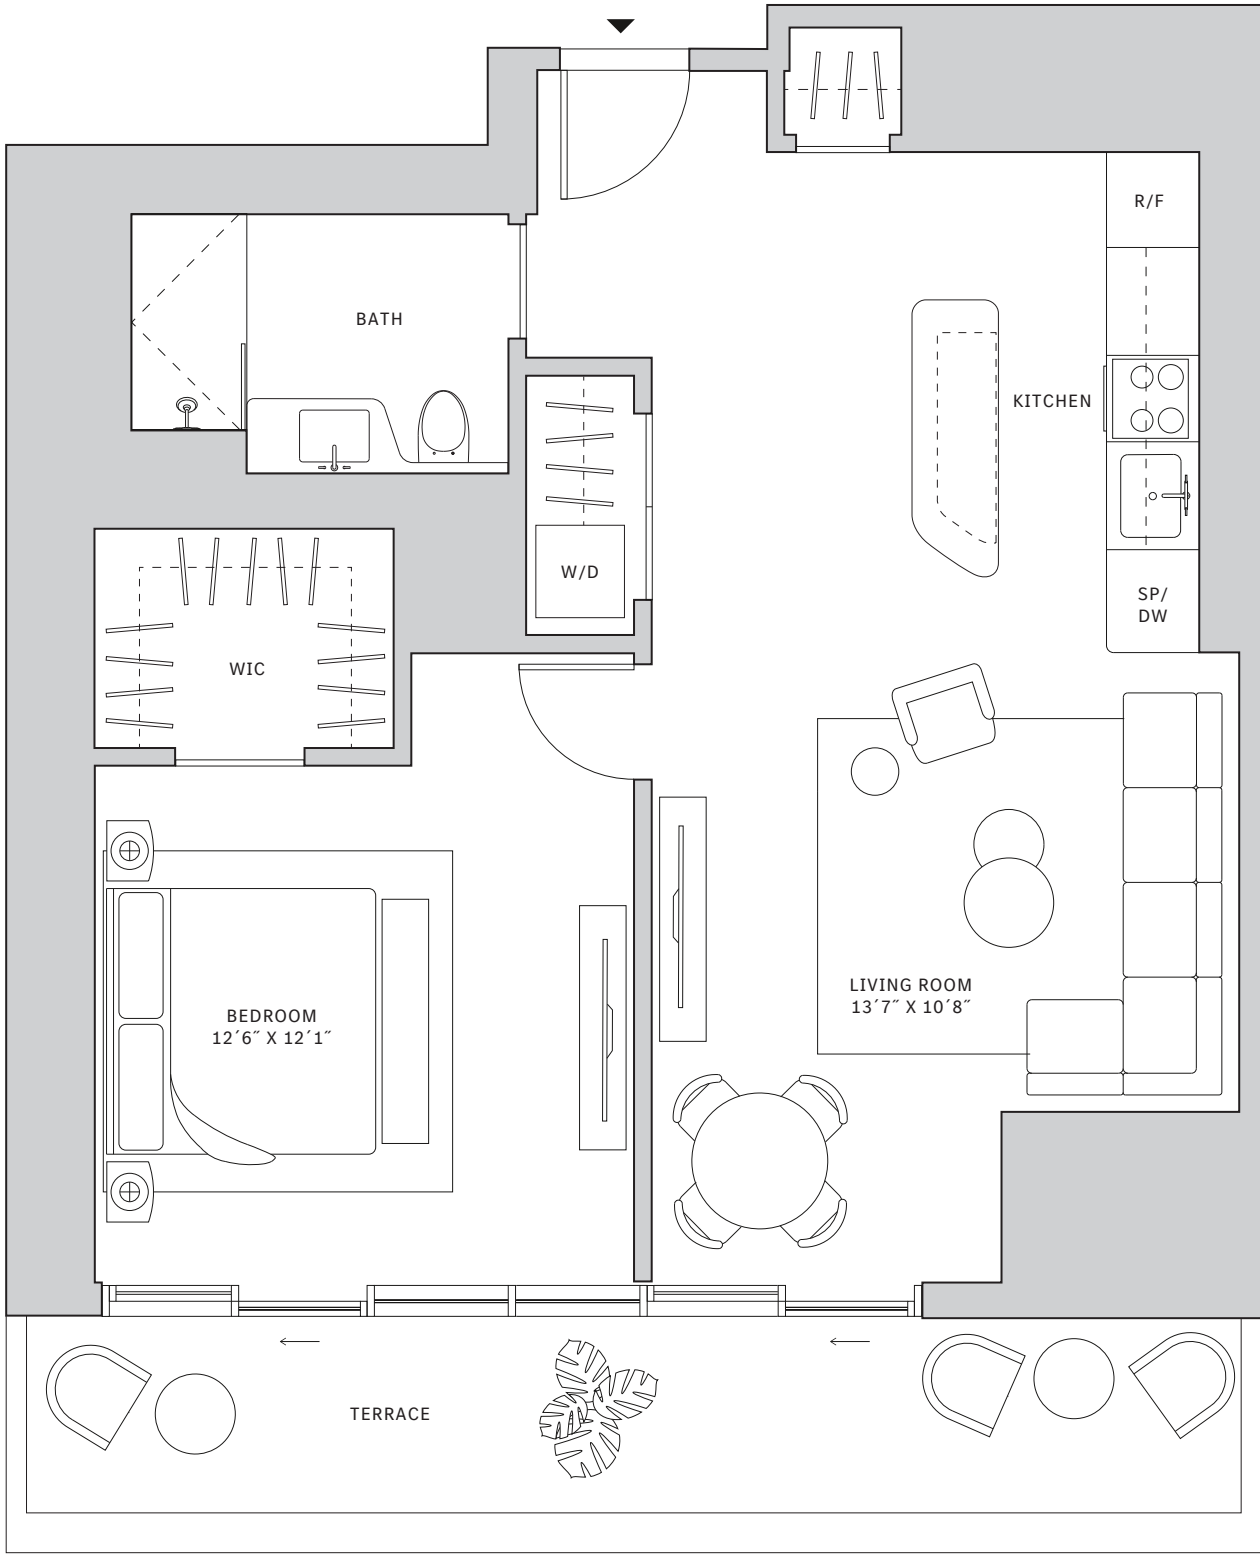 R/F
BATH
KITCHEN
W/D
SP/
DW
WIC
LIVING ROOM
13´7˝ X 10´8˝
BEDROOM
12´6˝ X 12´1˝
TERRACE